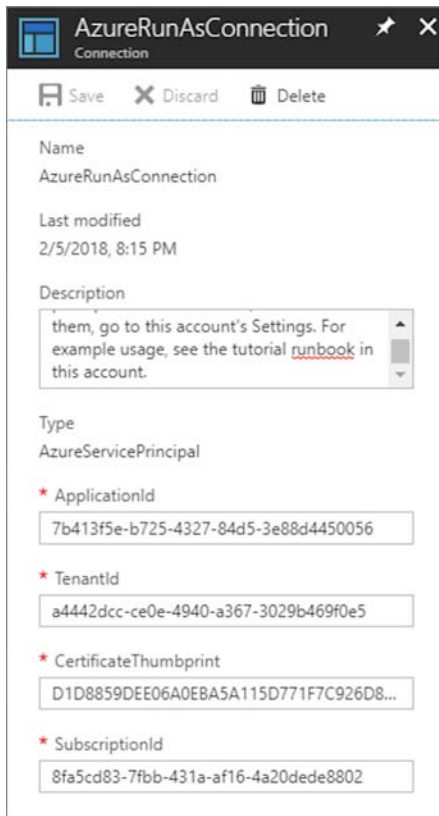 AzureRunAsConnection
Connection
Save Discard Delete
Name
AzureRunAsConnection
Last modified
2/5/2018, 8:15 PM
Description
them, go to this account's Settings. For
example usage, see the tutorial runbook in
this account.
Type
AzureServicePrincipal
* ApplicationId
7b413f5e-b725-4327-84d5-3e88d4450056
* TenantId
a4442dcc-ce0e-4940-a367-3029b469f0e5
* CertificateThumbprint
D1D8859DEE06A0EBA5A115D771F7C926D8...
* SubscriptionId
8fa5cd83-7fbb-431a-af16-4a20dede8802